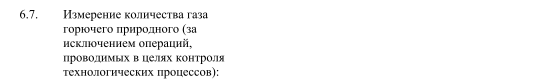 6.7. Измерение количества газа
горючего природного (за
исключением операций,
проводимых в целях контроля
технологических процессов):